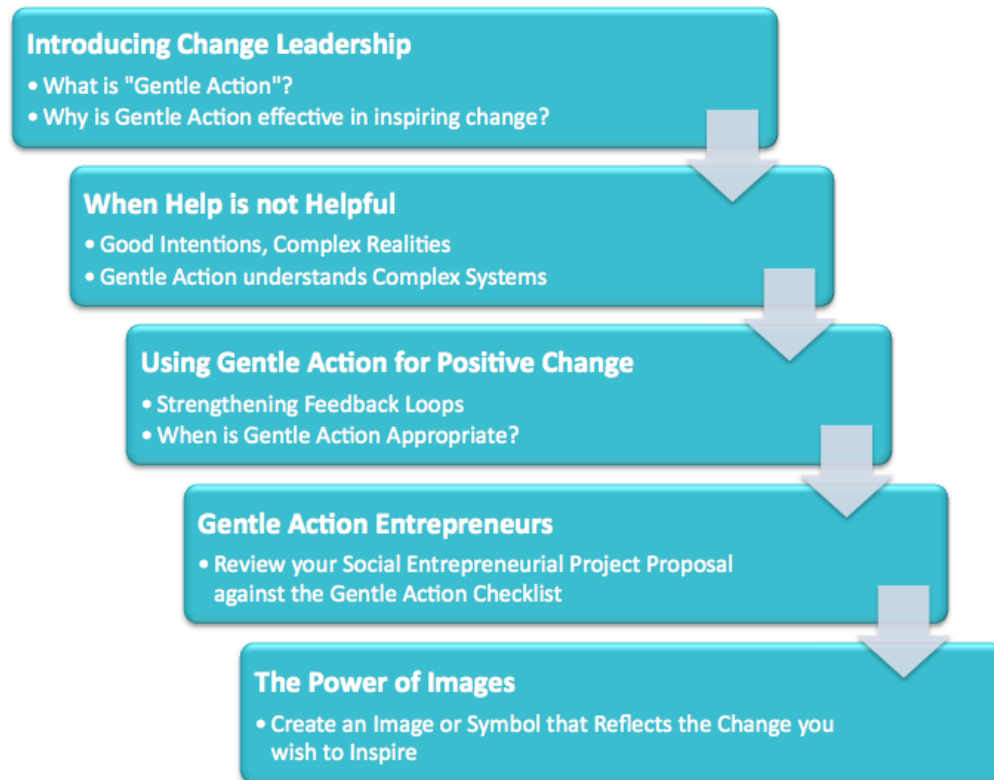 Introducing Change Leadership
• What is "Gentle Action"?
• Why is Gentle Action effective in inspiring change?
When Help is not Helpful
• Good Intentions, Complex Realities
• Gentle Action understands Complex Systems
Using Gentle Action for Positive Change
• Strengthening Feedback Loops
• When is Gentle Action Appropriate?
Gentle Action Entrepreneurs
• Review your Social Entrepreneurial Project Proposal
against the Gentle Action Checklist
The Power of Images
• Create an Image or Symbol that Reflects the Change you
wish to Inspire